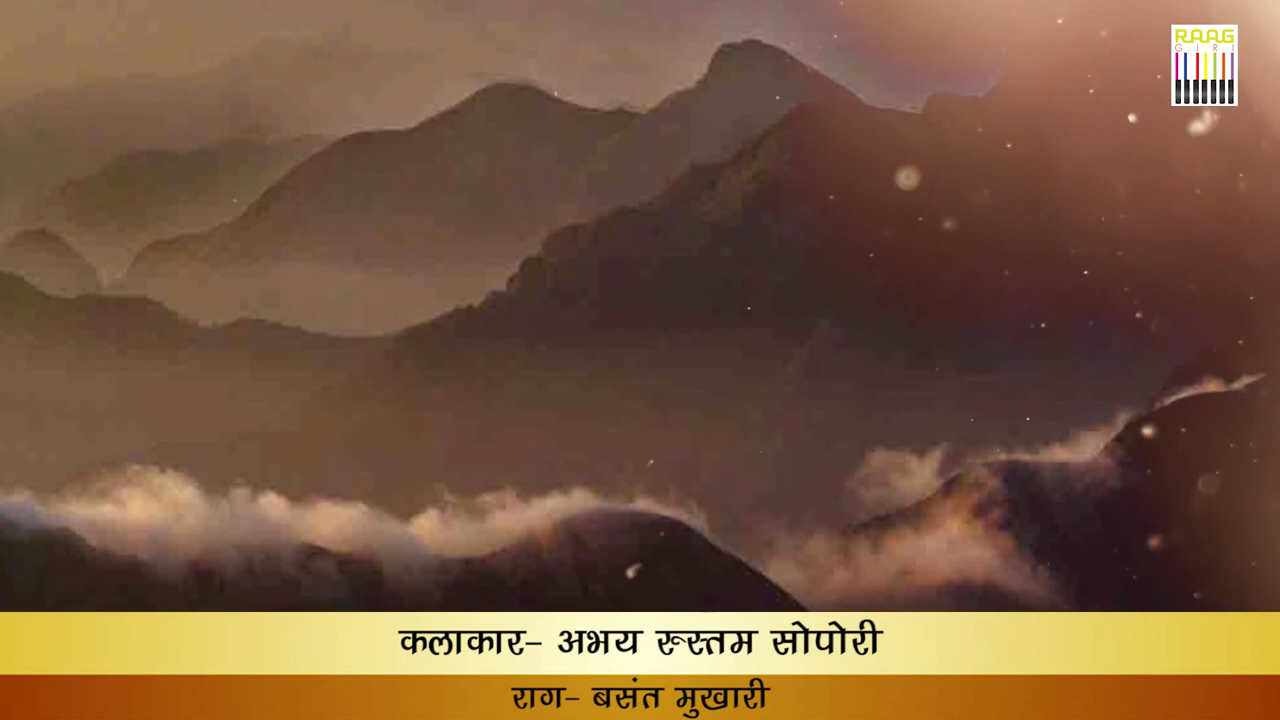 RAAG
GIRI
कलाकार- अभय रूस्तम सोपोरी
राग- बसंत मुखारी